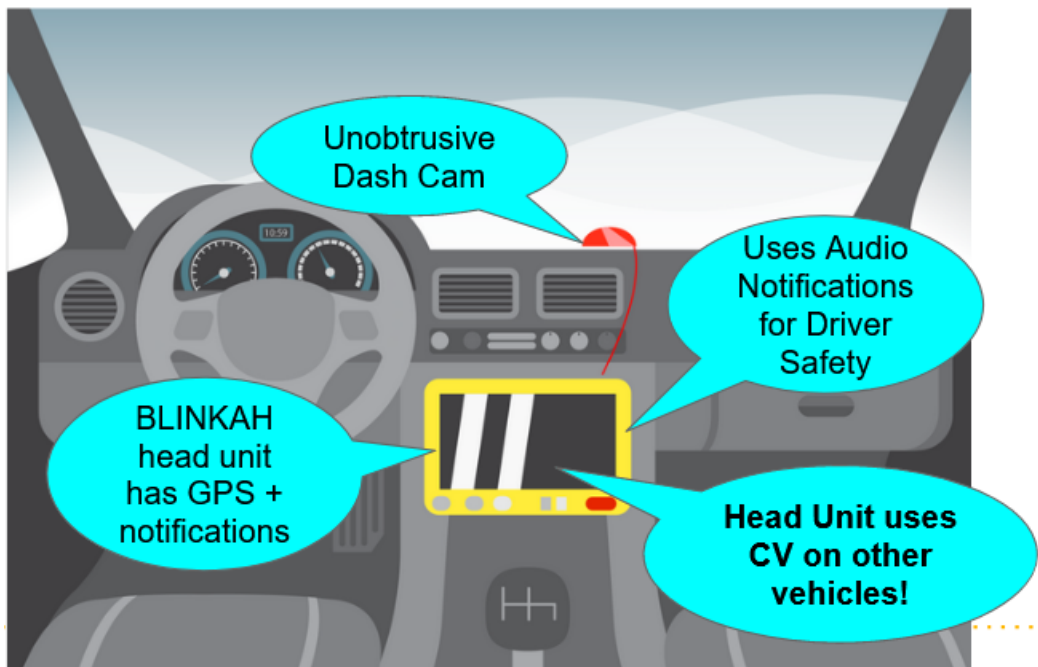 Unobtrusive
Dash Cam
10:59
Uses Audio
Notifications
for Driver
Safety
BLINKAH
head unit
has GPS +
notifications
Head Unit uses
CV on other
vehicles!